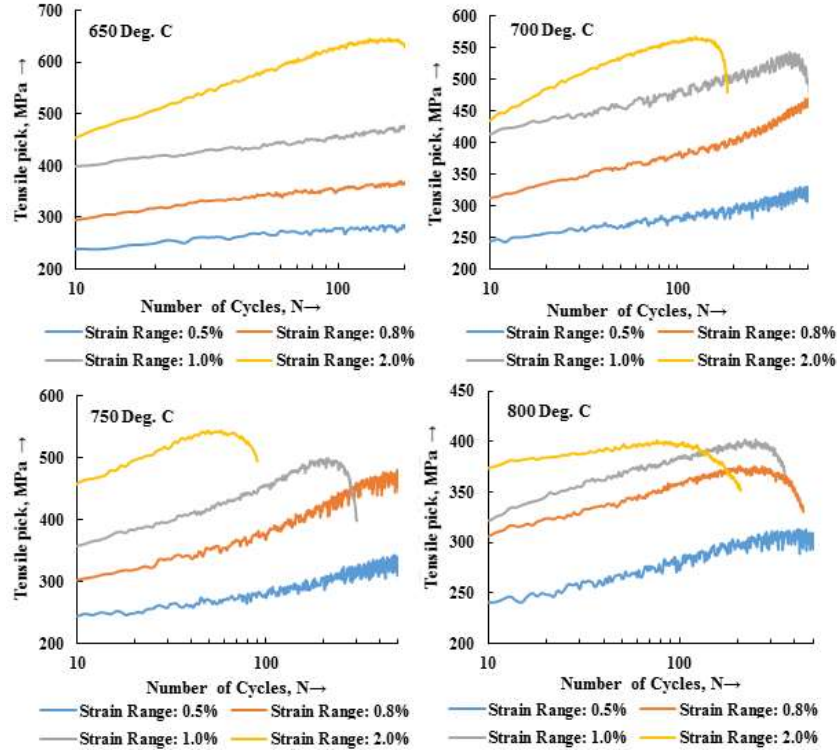 650 Deg. C
Tensile pick, MPa →
700
600
500
400
300
200
10
100
Number of Cycles, N→
Strain Range: 0.5%
Strain Range: 0.8%
Strain Range: 1.0%
Strain Range: 2.0%
700 Deg. C
Tensile pick, MPa →
600
550
500
450
400
350
300
250
200
10
100
Number of Cycles, N→
Strain Range: 0.5%
Strain Range: 0.8%
Strain Range: 1.0%
Strain Range: 2.0%
750 Deg. C
Tensile pick, MPa →
600
500
400
300
200
10
100
Number of Cycles, N→
Strain Range: 0.5%
Strain Range: 0.8%
Strain Range: 1.0%
Strain Range: 2.0%
800 Deg. C
Tensile pick, MPa →
450
400
350
300
250
200
10
100
Number of Cycles, N→
Strain Range: 0.5%
Strain Range: 0.8%
Strain Range: 1.0%
Strain Range: 2.0%